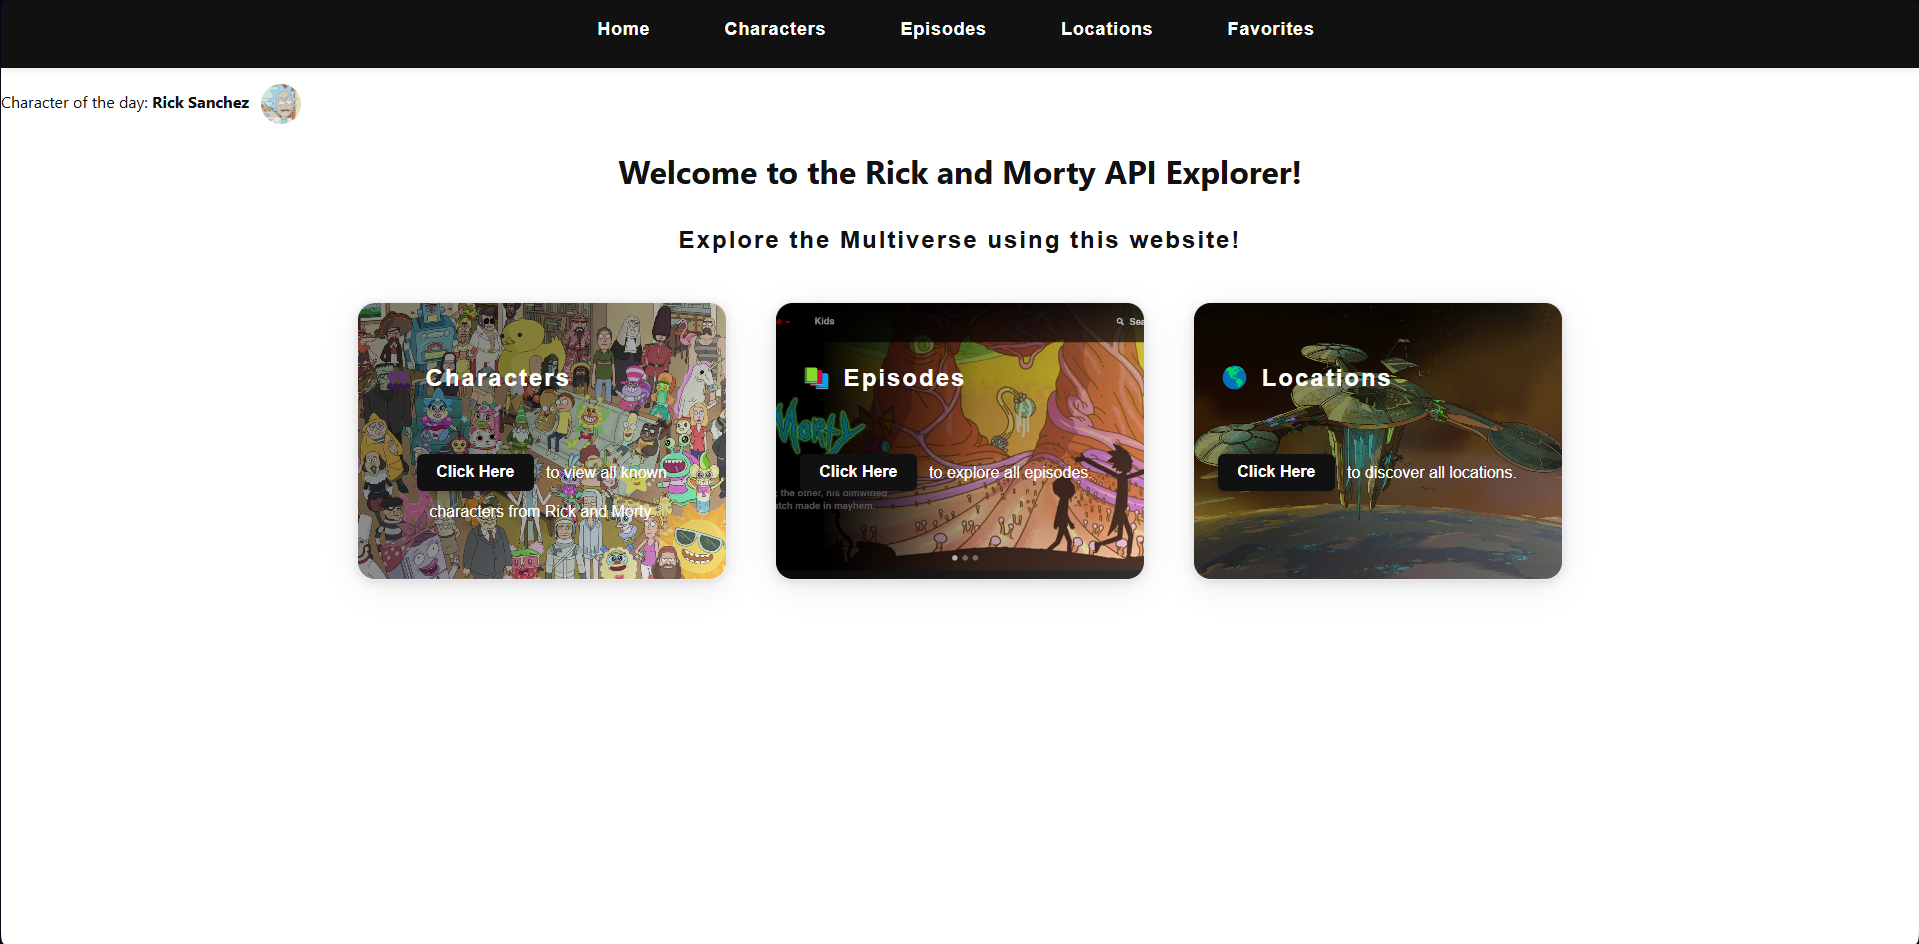 Home Characters Episodes Locations Favorites
Character of the day: Rick Sanchez
Welcome to the Rick and Morty API Explorer!
Explore the Multiverse using this website!
Characters
Click Here to view all known
characters from Rick and Morty.
Kids
Sea
Episodes
Morty
Click Here to explore all episodes.
the other, his dimwitted
atch made in mayhem.
Locations
Click Here to discover all locations.